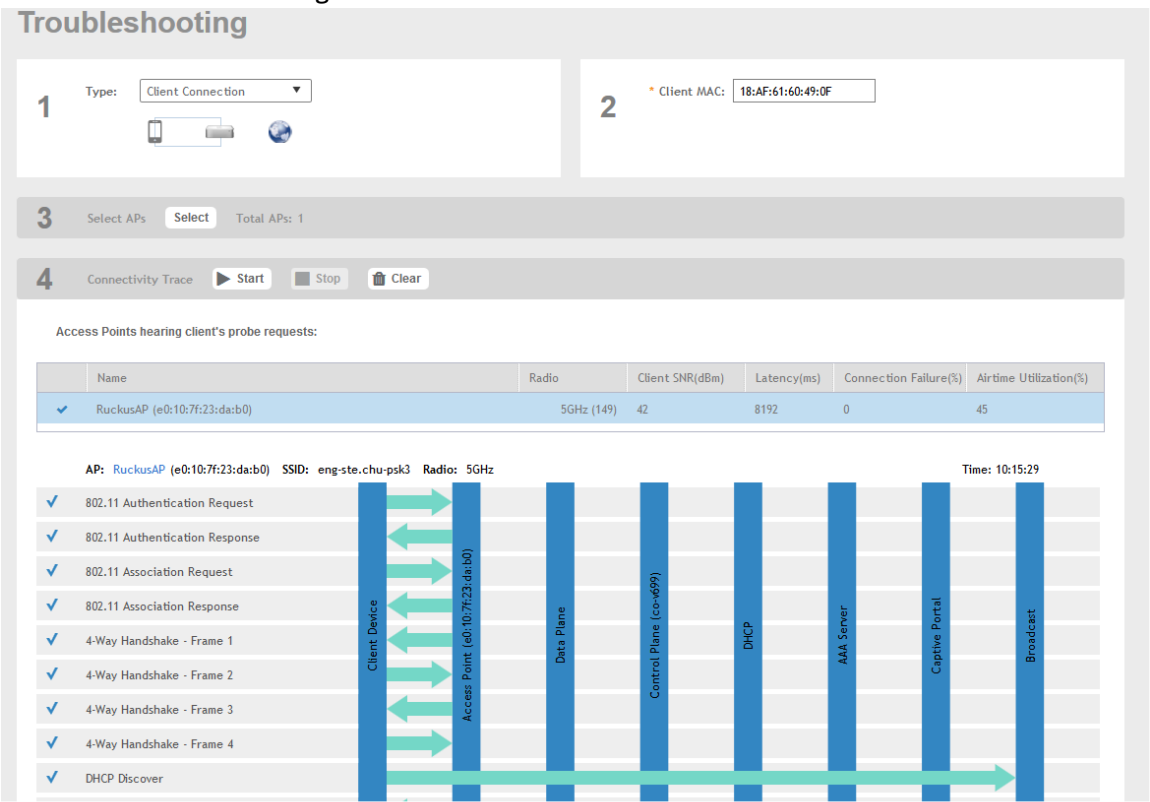 Troubleshooting
1
Type: Client Connection
2
* Client MAC: 18:AF:61:60:49:0F
3 Select APs Select Total APs: 1
4 Connectivity Trace Start Stop Clear
Access Points hearing client's probe requests:
Name Radio Client SNR(dBm) Latency(ms) Connection Failure(%) Airtime Utilization(%)
RuckusAP (e0:10:7f:23:da:b0) 5GHz (149) 42 8192 0 45
AP: RuckusAP (e0:10:7f:23:da:b0) SSID: eng-ste.chu-psk3 Radio: 5GHz Time: 10:15:29
802.11 Authentication Request
802.11 Authentication Response
802.11 Association Request
802.11 Association Response
4-Way Handshake - Frame 1
4-Way Handshake - Frame 2
4-Way Handshake - Frame 3
4-Way Handshake - Frame 4
DHCP Discover
Client Device
Access Point (e0:10:7f:23:da:b0)
Data Plane
Control Plane (co-v699)
DHCP
AAA Server
Captive Portal
Broadcast